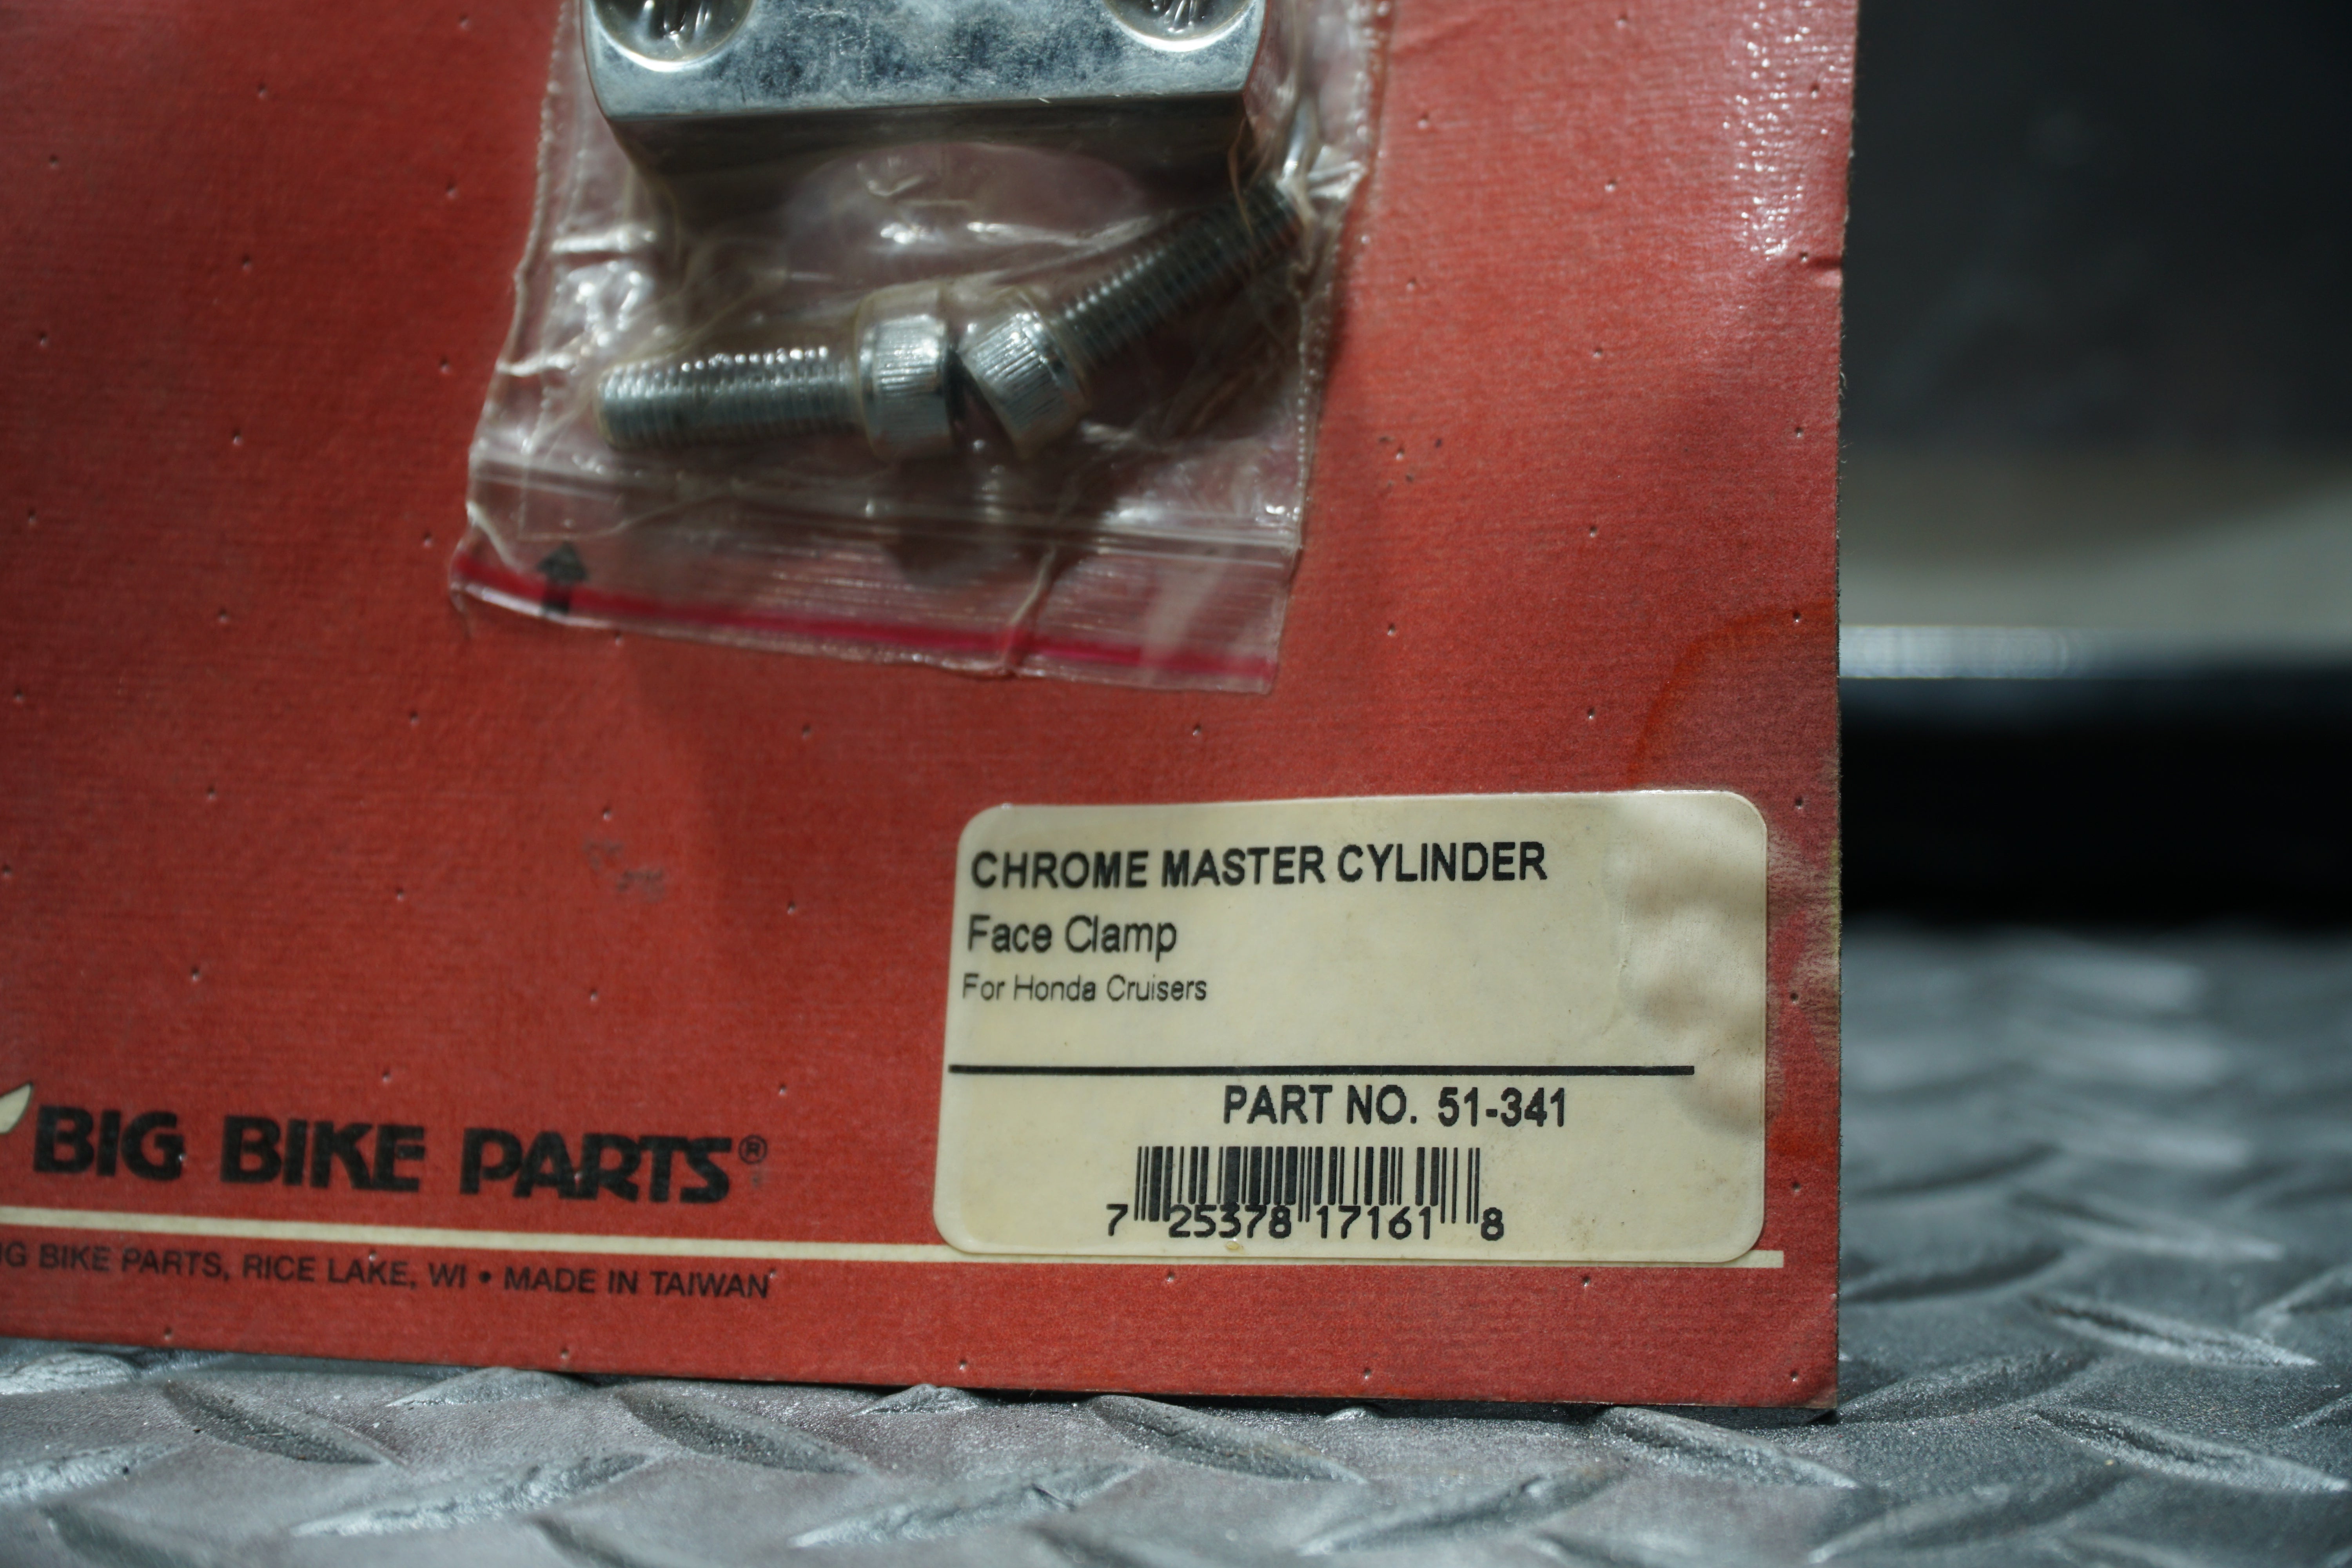 CHROME MASTER CYLINDER
Face Clamp
For Honda Cruisers
PART NO. 51-341
7 25378 17161 8
BIG BIKE PARTS®
IG BIKE PARTS, RICE LAKE, WI • MADE IN TAIWAN